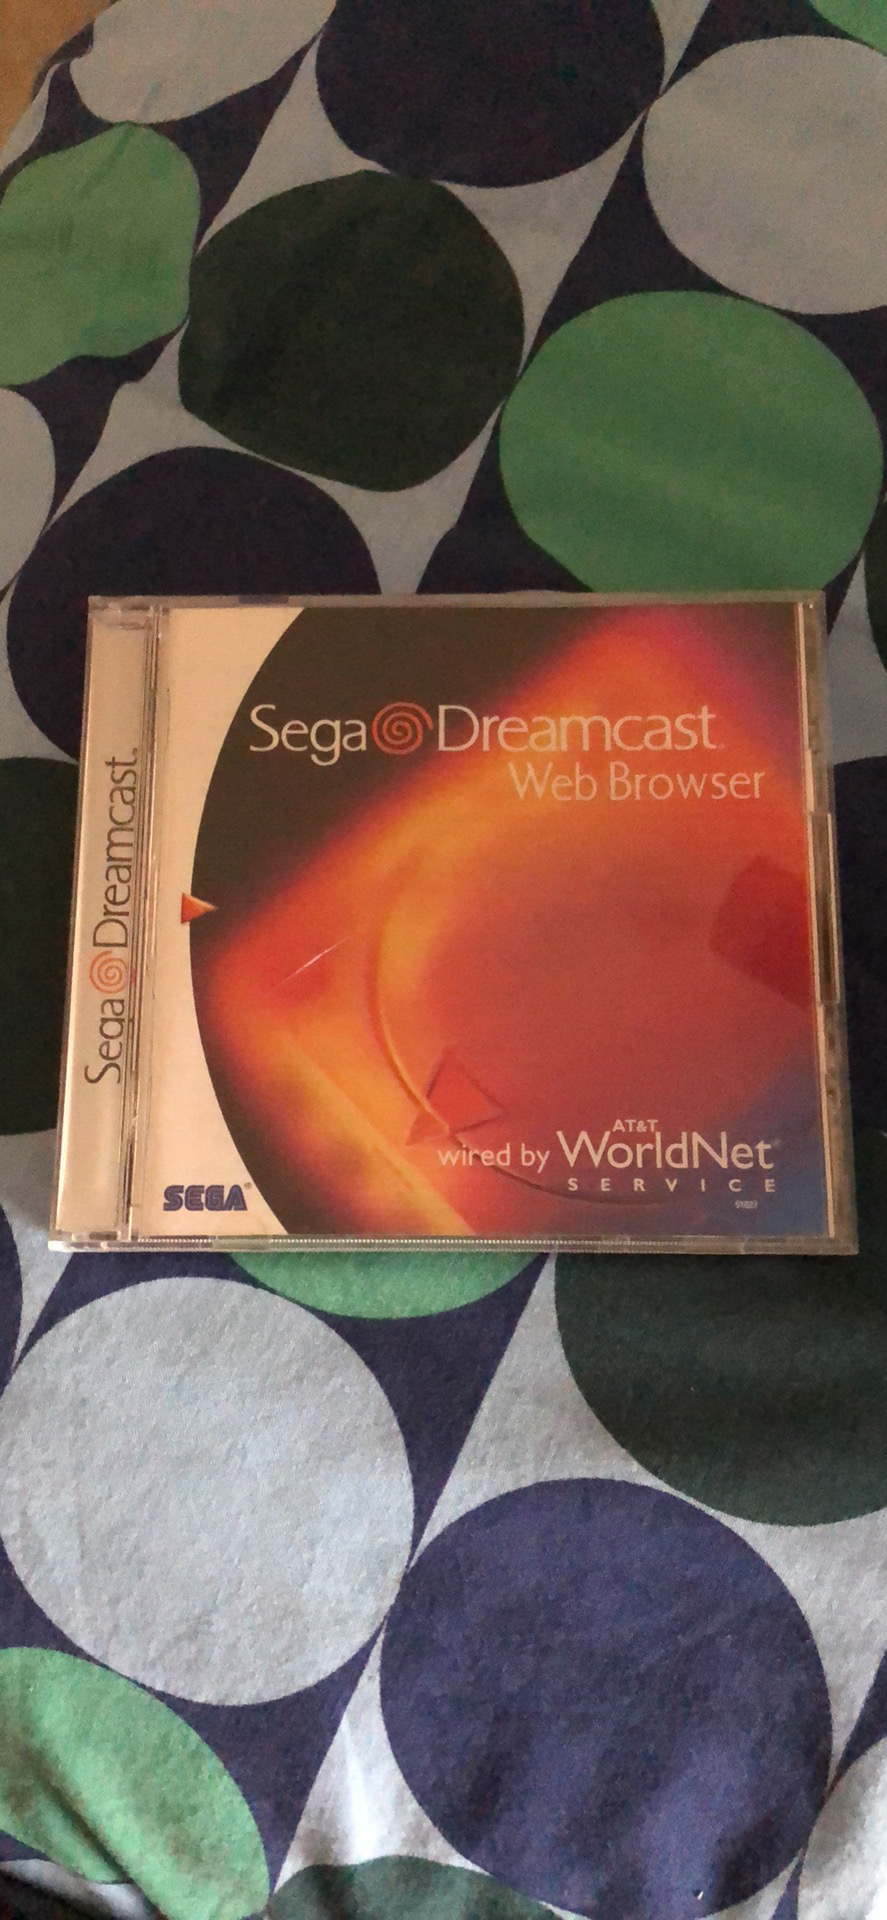 Sega Dreamcast.
Web Browser
Sega Dreamcast.
AT&T
wired by WorldNet®
SERVICE
SEGA®